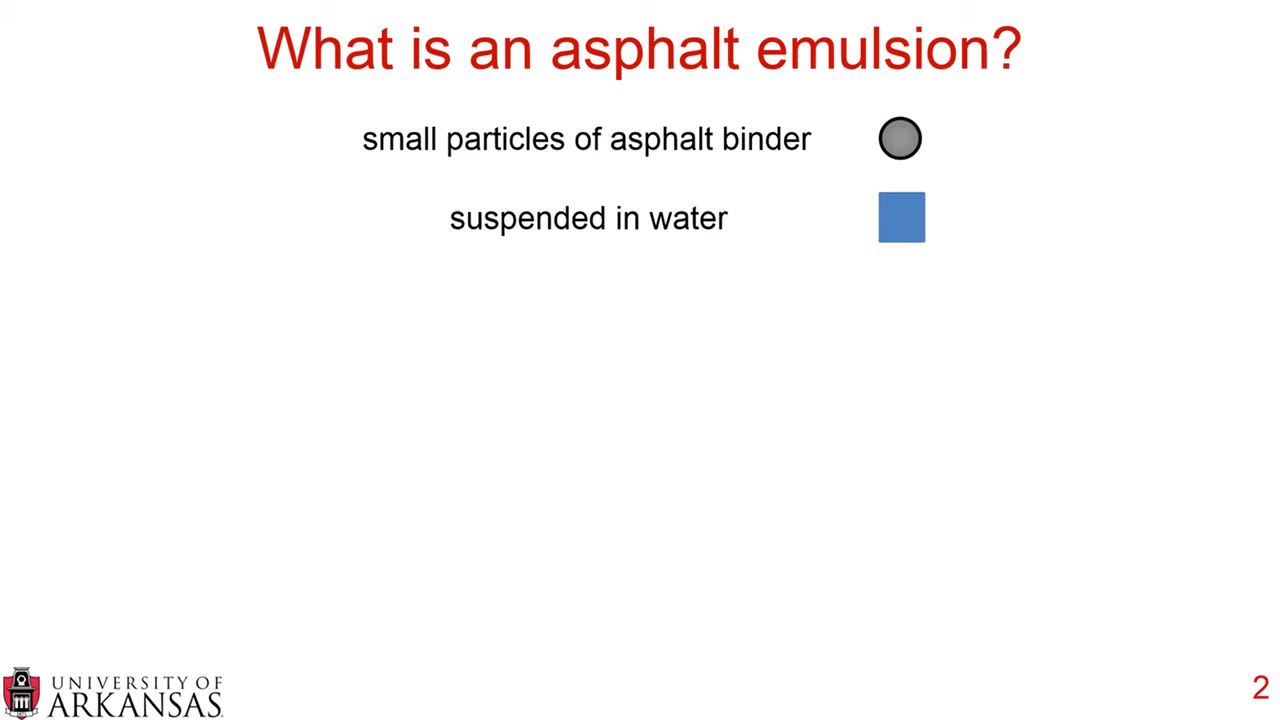 What is an asphalt emulsion?
small particles of asphalt binder
suspended in water
UNIVERSITY OF
ARKANSAS
2